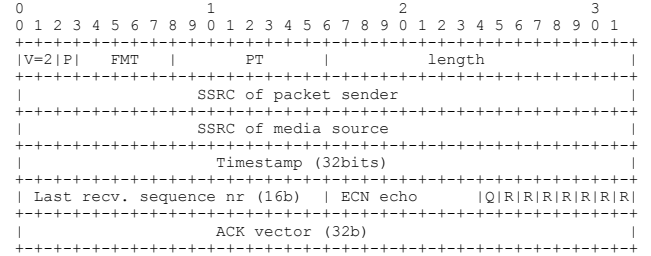 0                   1                   2                   3
0 1 2 3 4 5 6 7 8 9 0 1 2 3 4 5 6 7 8 9 0 1 2 3 4 5 6 7 8 9 0 1
+-+-+-+-+-+-+-+-+-+-+-+-+-+-+-+-+-+-+-+-+-+-+-+-+-+-+-+-+-+-+-+-+
|V=2|P|   FMT   |       PT      |          length               |
+-+-+-+-+-+-+-+-+-+-+-+-+-+-+-+-+-+-+-+-+-+-+-+-+-+-+-+-+-+-+-+-+
|                  SSRC of packet sender                        |
+-+-+-+-+-+-+-+-+-+-+-+-+-+-+-+-+-+-+-+-+-+-+-+-+-+-+-+-+-+-+-+-+
|                  SSRC of media source                         |
+-+-+-+-+-+-+-+-+-+-+-+-+-+-+-+-+-+-+-+-+-+-+-+-+-+-+-+-+-+-+-+-+
|                    Timestamp (32bits)                         |
+-+-+-+-+-+-+-+-+-+-+-+-+-+-+-+-+-+-+-+-+-+-+-+-+-+-+-+-+-+-+-+-+
| Last recv. sequence nr (16b)  | ECN echo      |Q|R|R|R|R|R|R|R|
+-+-+-+-+-+-+-+-+-+-+-+-+-+-+-+-+-+-+-+-+-+-+-+-+-+-+-+-+-+-+-+-+
|                    ACK vector (32b)                           |
+-+-+-+-+-+-+-+-+-+-+-+-+-+-+-+-+-+-+-+-+-+-+-+-+-+-+-+-+-+-+-+-+